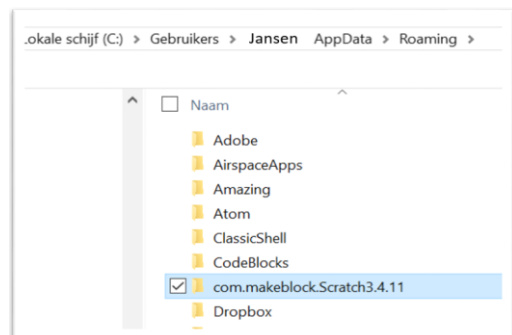 .okale schijf (C:) > Gebruikers > Jansen AppData > Roaming >
Naam
Adobe
AirspaceApps
Amazing
Atom
ClassicShell
CodeBlocks
com.makeblock.Scratch3.4.11
Dropbox